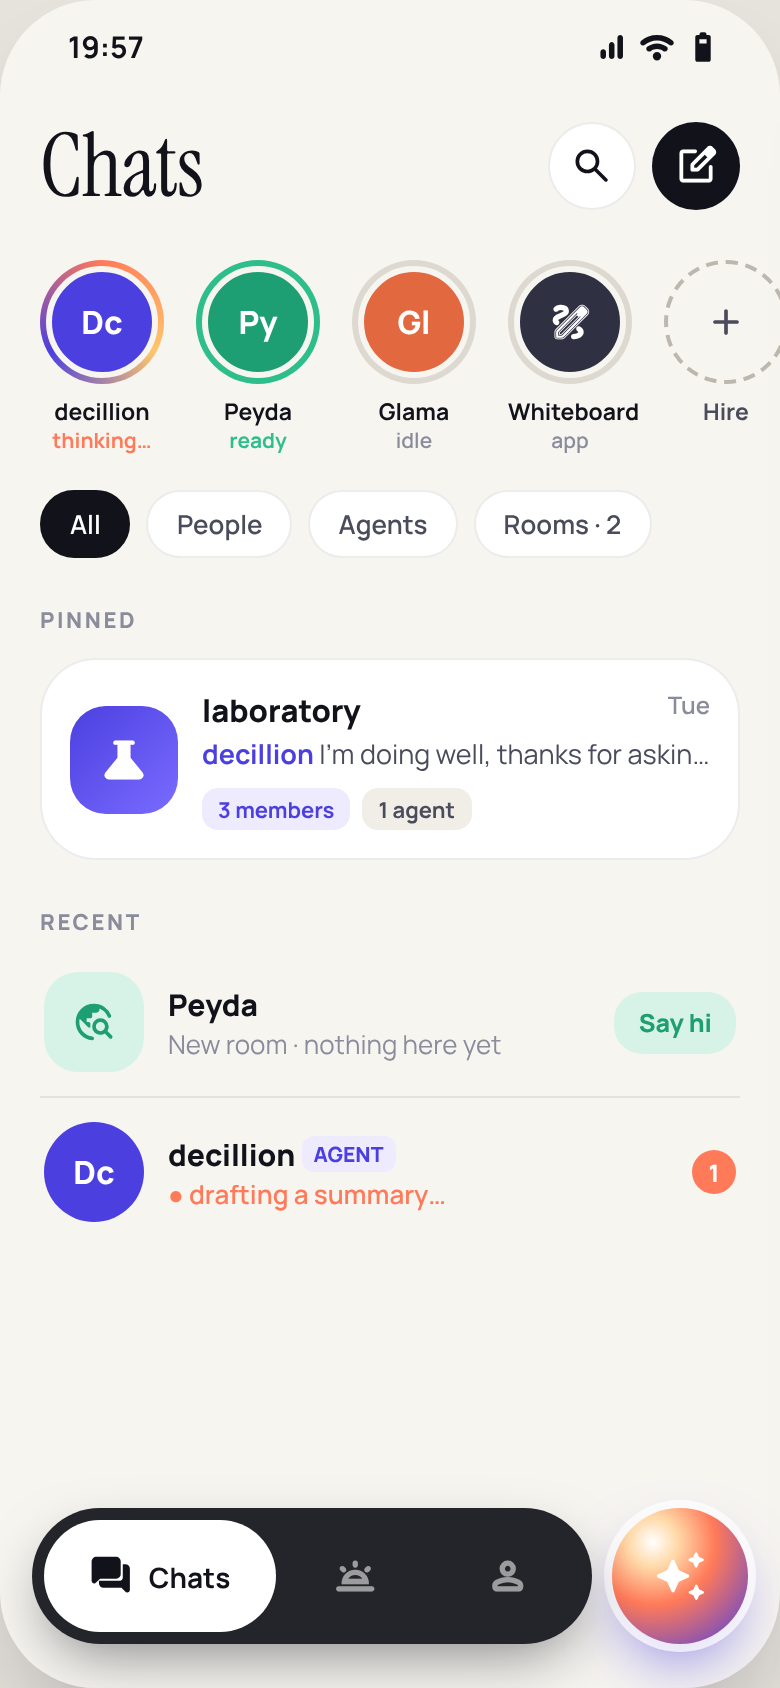 19:57
Chats
Dc
Py
Gl
decillion
Peyda
Glama
Whiteboard
Hire
thinking...
ready
idle
app
All
People
Agents
Rooms · 2
PINNED
laboratory
Tue
decillion I'm doing well, thanks for askin...
3 members
1 agent
RECENT
Peyda
New room · nothing here yet
Say hi
Dc
decillion AGENT
● drafting a summary...
1
Chats